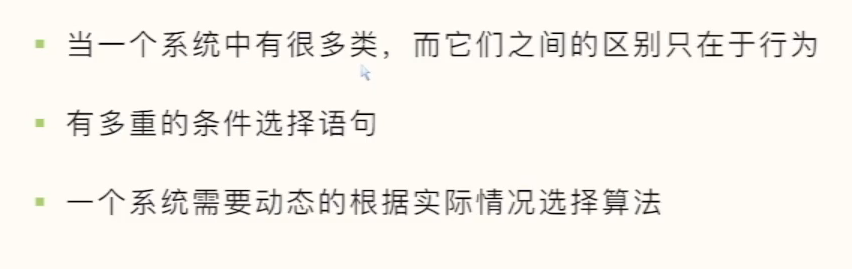 当一个系统中有很多类，而它们之间的区别只在于行为
有多重的条件选择语句
一个系统需要动态的根据实际情况选择算法